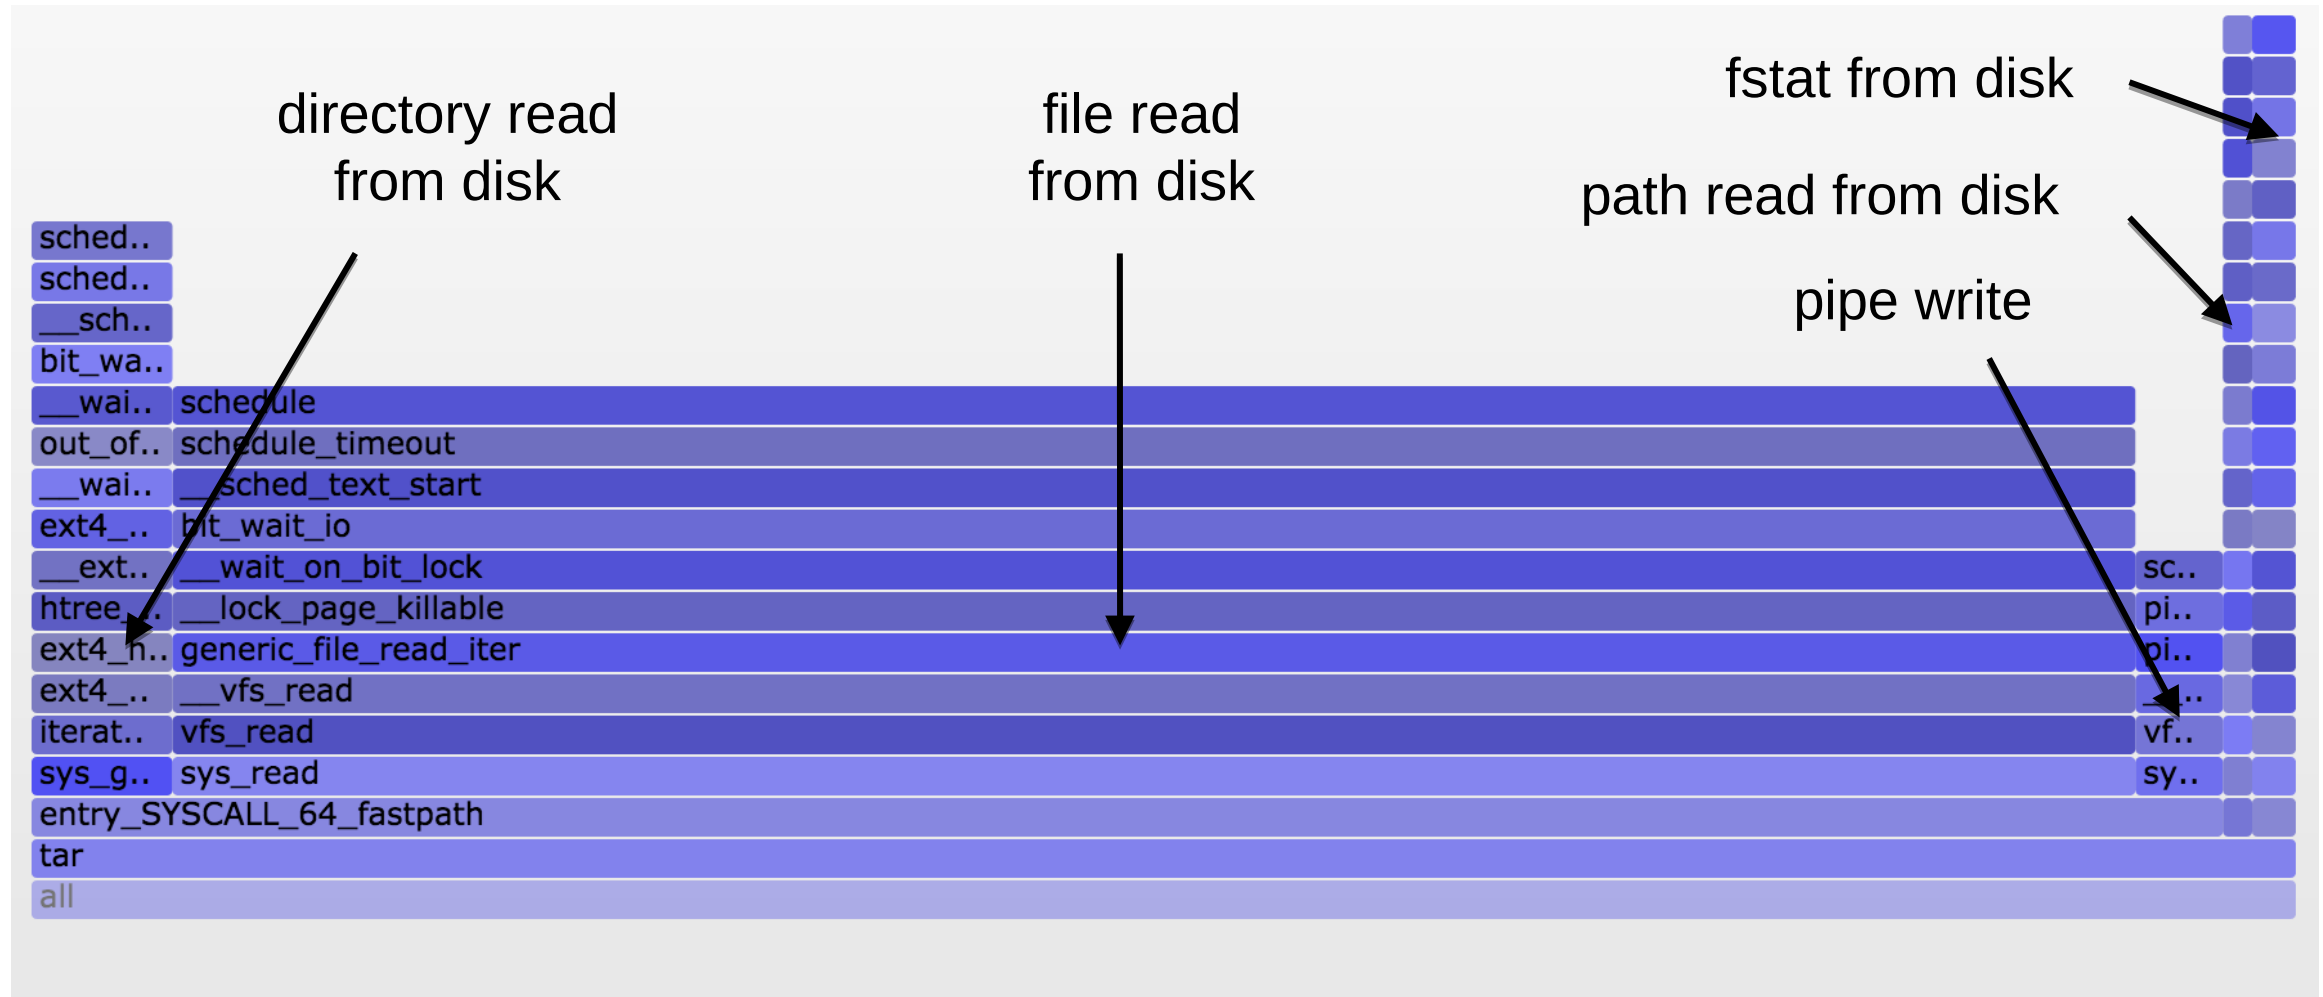 directory read
from disk
file read
from disk
fstat from disk
path read from disk
pipe write
sched..
sched..
__sch..
bit_wa..
__wai.. schedule
out_of.. schedule_timeout
__wai.. __sched_text_start
ext4_.. bit_wait_io
__ext.. __wait_on_bit_lock sc..
htree_.. __lock_page_killable pi..
ext4_h.. generic_file_read_iter pi..
ext4_.. __vfs_read __..
iterat.. vfs_read vf..
sys_g.. sys_read sy..
entry_SYSCALL_64_fastpath
tar
all